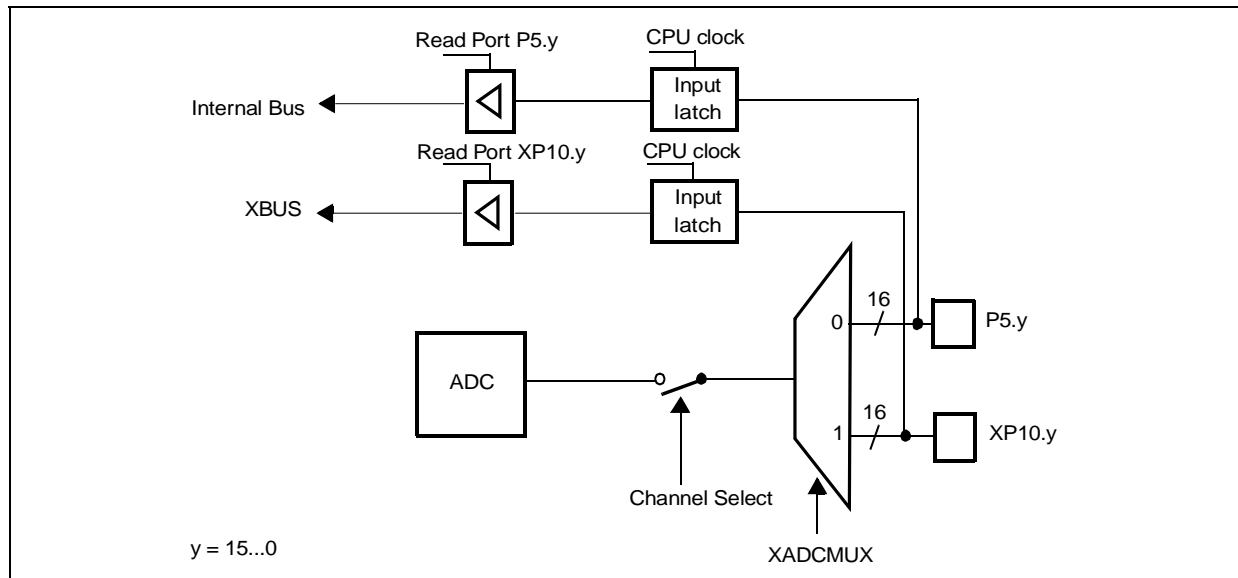 Read Port P5.y
CPU clock
Input
latch
Internal Bus
Read Port XP10.y
CPU clock
Input
latch
XBUS
16
0
P5.y
ADC
16
1
XP10.y
Channel Select
XADCMUX
y = 15...0